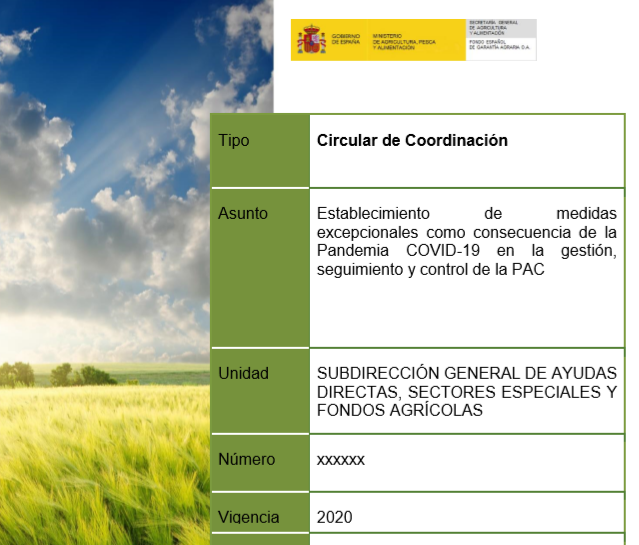 GOBIERNO
DE ESPAÑA
MINISTERIO
DE AGRICULTURA, PESCA
Y ALIMENTACIÓN
SECRETARÍA GENERAL
DE AGRICULTURA
Y ALIMENTACIÓN
FONDO ESPAÑOL
DE GARANTÍA AGRARIA O.A.
Tipo
Circular de Coordinación
Asunto
Establecimiento de medidas
excepcionales como consecuencia de la
Pandemia COVID-19 en la gestión,
seguimiento y control de la PAC
Unidad
SUBDIRECCIÓN GENERAL DE AYUDAS
DIRECTAS, SECTORES ESPECIALES Y
FONDOS AGRÍCOLAS
Número
xxxxxx
Vigencia
2020